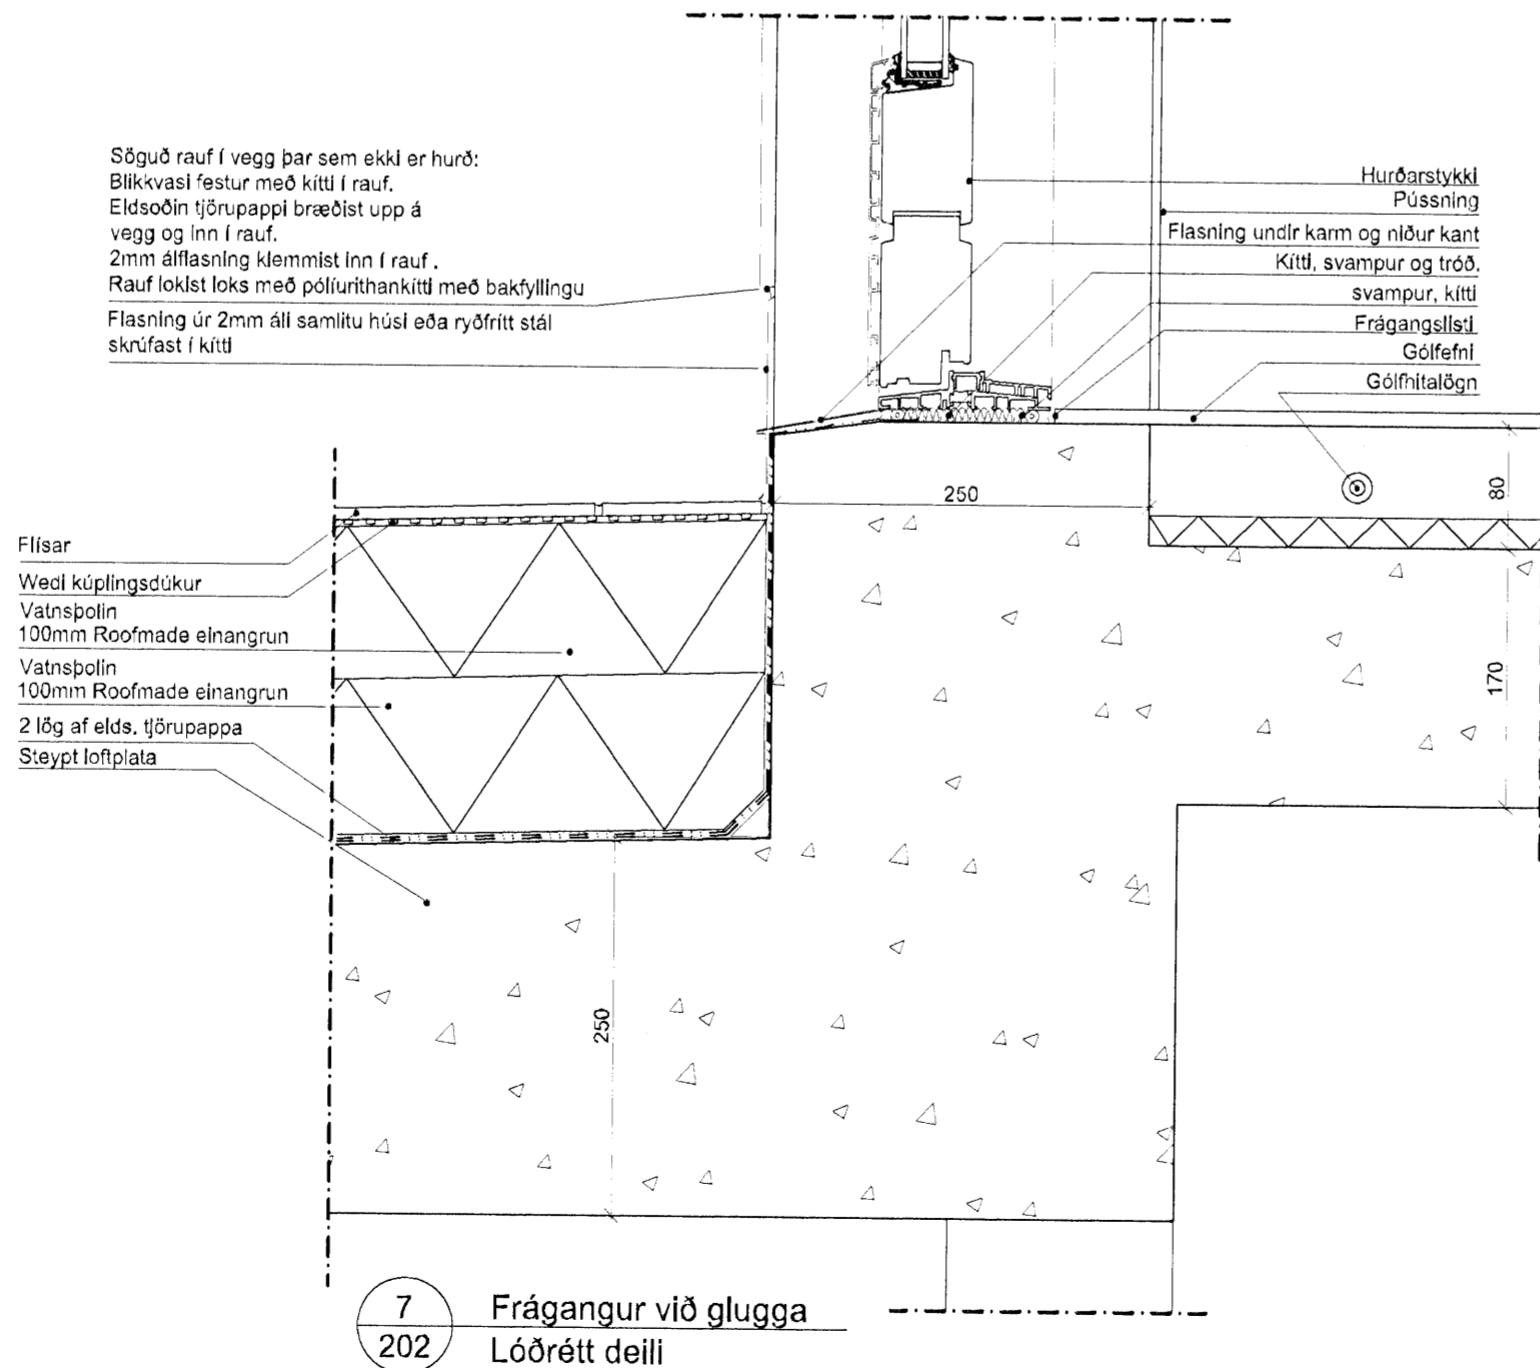 Söguð rauf í vegg þar sem ekki er hurð:
Blikkvasi festur með kítti í rauf.
Eldsoðin tjörupappi bræðist upp á
vegg og inn í rauf.
2mm álflasning klemmist inn í rauf .
Rauf lokist loks með pólíurithankítti með bakfyllingu
Flasning úr 2mm áli samlitu húsi eða ryðfrítt stál
skrúfast í kítti
Hurðarstykki
Pússning
Flasning undir karm og niður kant
Kítti, svampur og tróð.
svampur, kítti
Frágangslisti
Gólfefni
Gólfhitalögn
250
80
170
Flísar
Wedi kúplingsdúkur
Vatnsþolin
100mm Roofmade einangrun
Vatnsþolin
100mm Roofmade einangrun
2 lög af elds. tjörupappa
Steypt loftplata
250
7
202
Frágangur við glugga
Lóðrétt deili